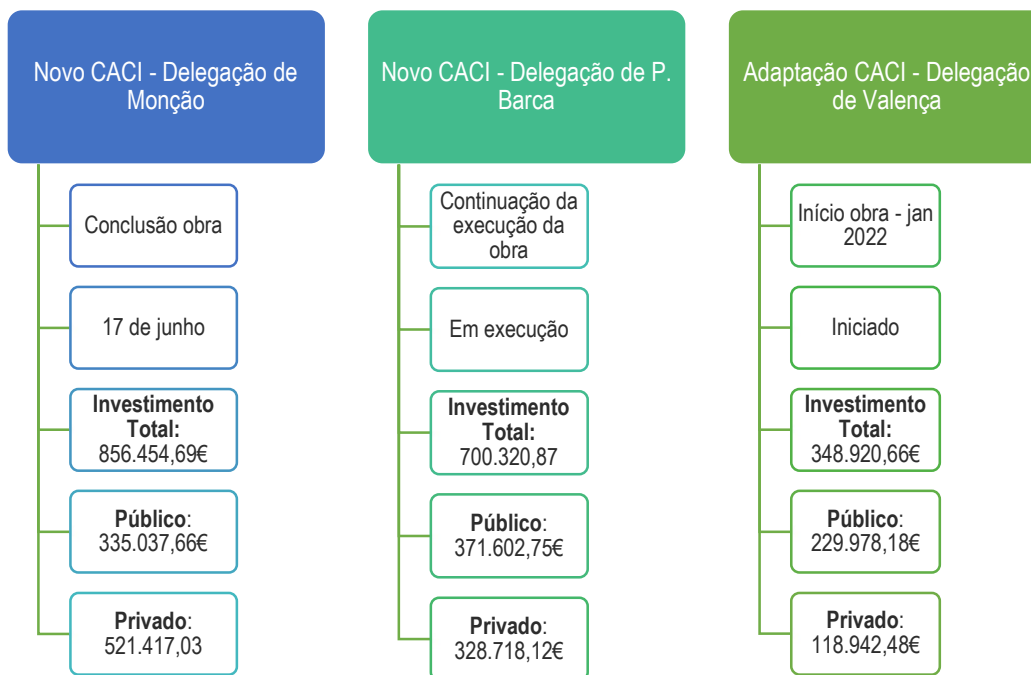 Novo CACI - Delegação de
Monção
Conclusão obra
17 de junho
Investimento
Total:
856.454,69€
Público:
335.037,66€
Privado:
521.417,03
Novo CACI - Delegação de P.
Barca
Continuação da
execução da
obra
Em execução
Investimento
Total:
700.320,87
Público:
371.602,75€
Privado:
328.718,12€
Adaptação CACI - Delegação
de Valença
Início obra - jan
2022
Iniciado
Investimento
Total:
348.920,66€
Público:
229.978,18€
Privado:
118.942,48€